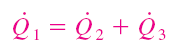 Q̇₁ = Q̇₂ + Q̇₃